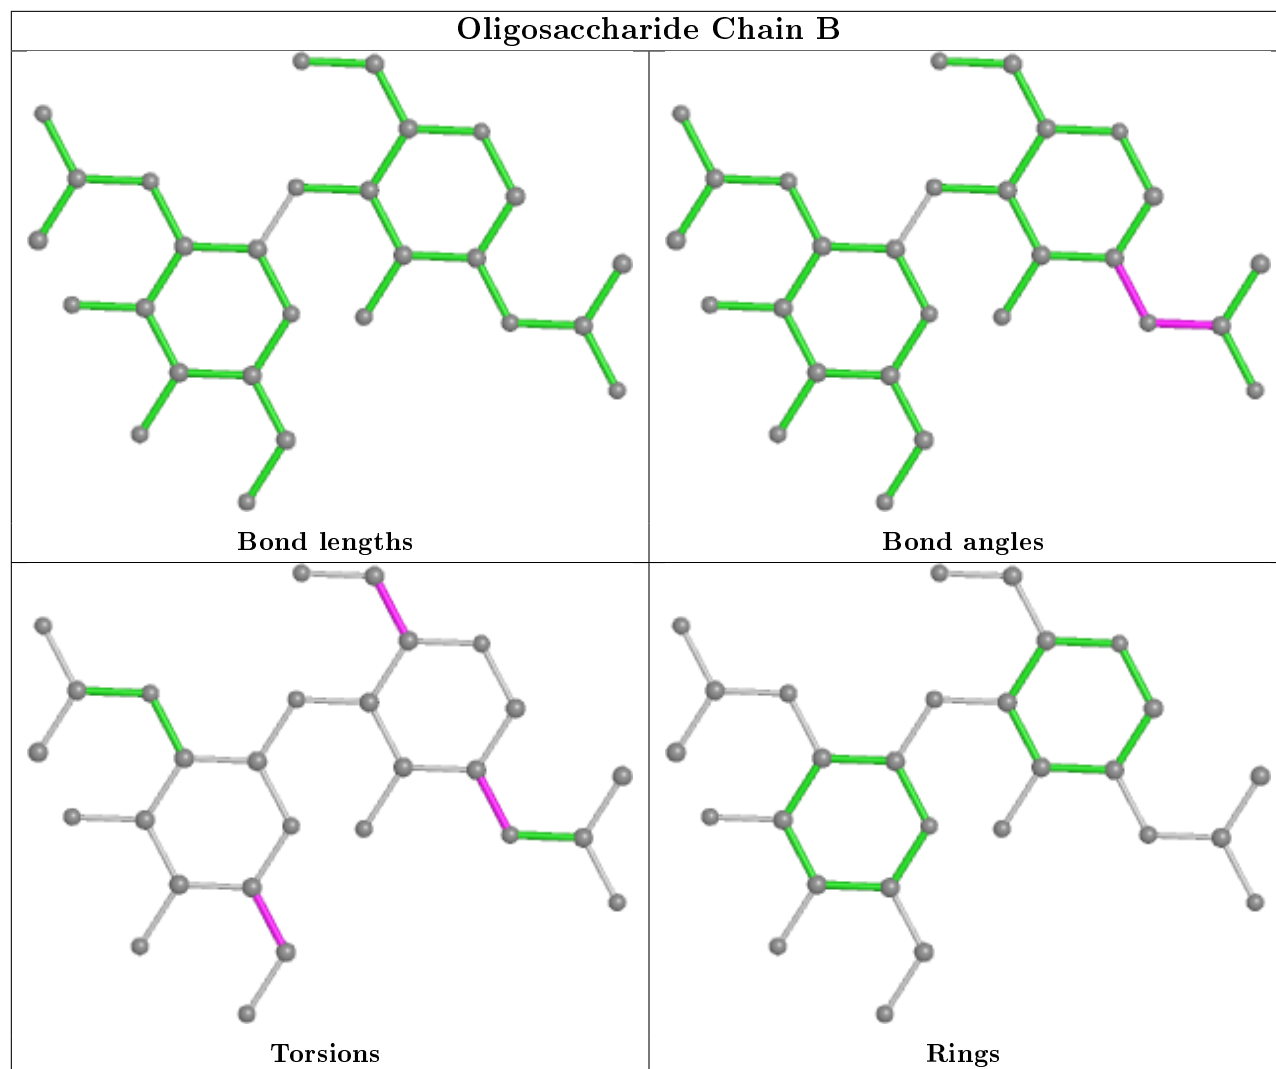 Oligosaccharide Chain B
Bond lengths
Bond angles
Torsions
Rings